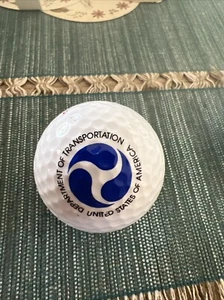 DEPARTMENT OF TRANSPORTATION
UNITED STATES OF AMERICA